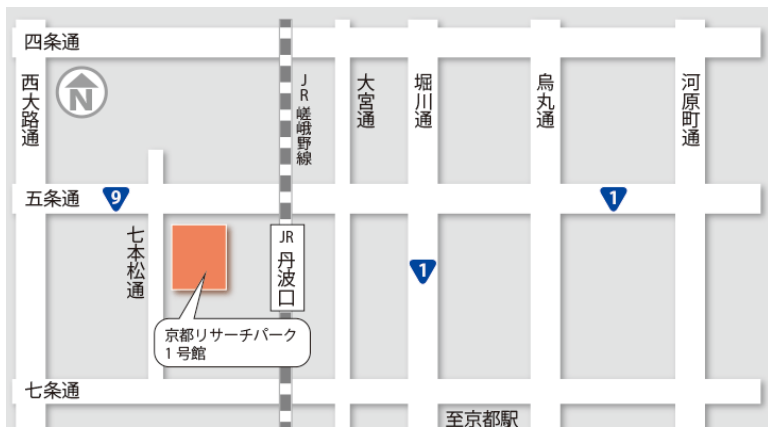 四条通
西大路通
N
JR嵯峨野線
大宮通
堀川通
烏丸通
河原町通
五条通
9
1
七本松通
JR
丹波口
1
京都リサーチパーク
1号館
七条通
至京都駅